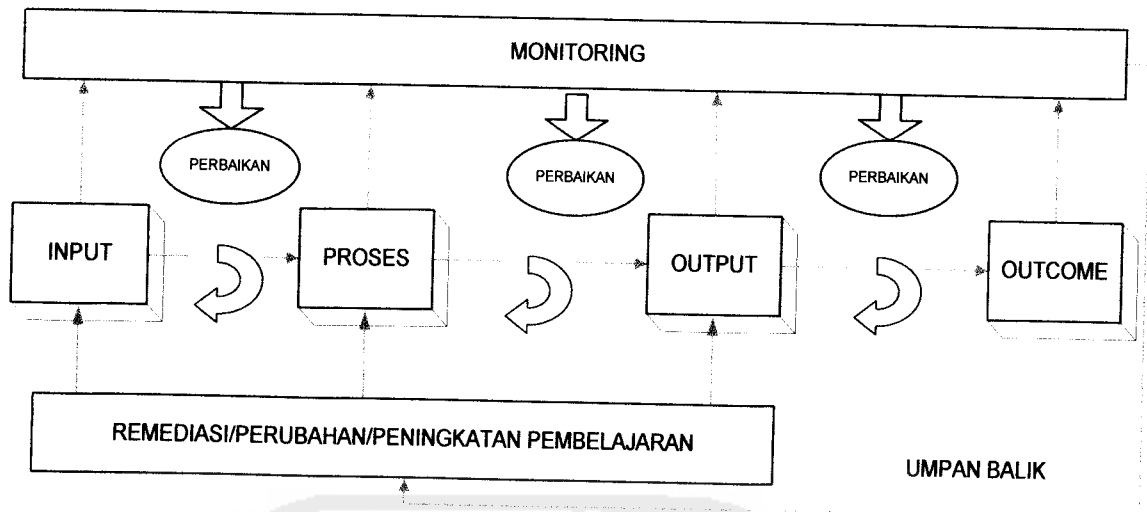 MONITORING
PERBAIKAN
PERBAIKAN
PERBAIKAN
INPUT
PROSES
OUTPUT
OUTCOME
REMEDIASI/PERUBAHAN/PENINGKATAN PEMBELAJARAN
UMPAN BALIK